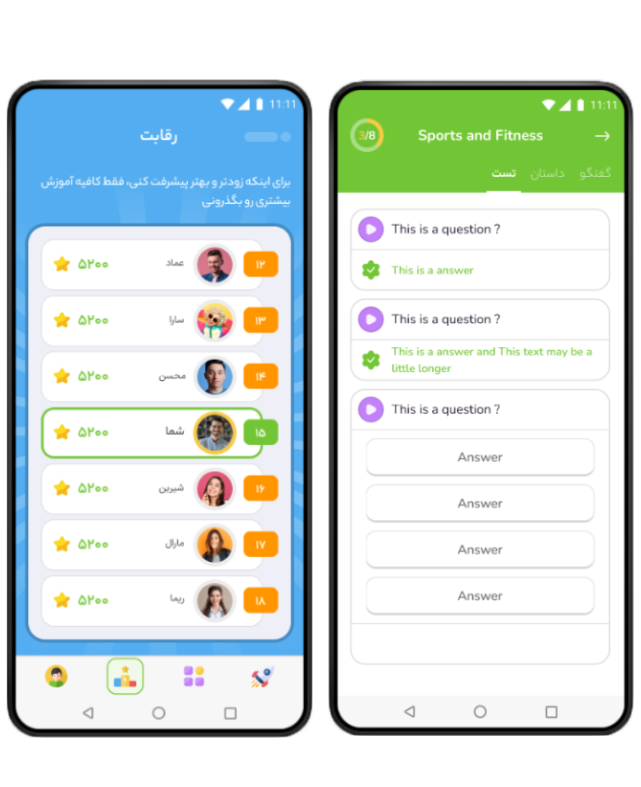 11:11
رقابت
برای اینکه زودتر و بهتر پیشرفت کنی، فقط کافیه آموزش
بیشتری رو بگذرونی.
۱۲ عماد ۵۲۰۰
۱۳ سارا ۵۲۰۰
۱۴ محسن ۵۲۰۰
۱۵ شما ۵۲۰۰
۱۶ شیرین ۵۲۰۰
۱۷ مارال ۵۲۰۰
۱۸ ریما ۵۲۰۰
11:11
3/8 Sports and Fitness
گفتگو داستان تست
This is a question ?
This is a answer
This is a question ?
This is a answer and This text may be a
little longer
This is a question ?
Answer
Answer
Answer
Answer